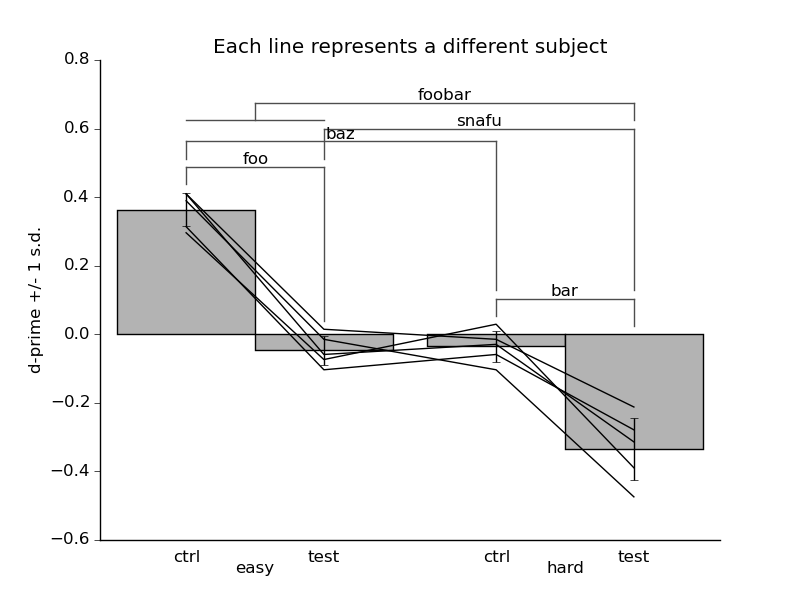 Each line represents a different subject
0.8
0.6
0.4
0.2
0.0
−0.2
−0.4
−0.6
d-prime +/- 1 s.d.
foobar
snafu
baz
foo
bar
ctrl test ctrl test
easy hard